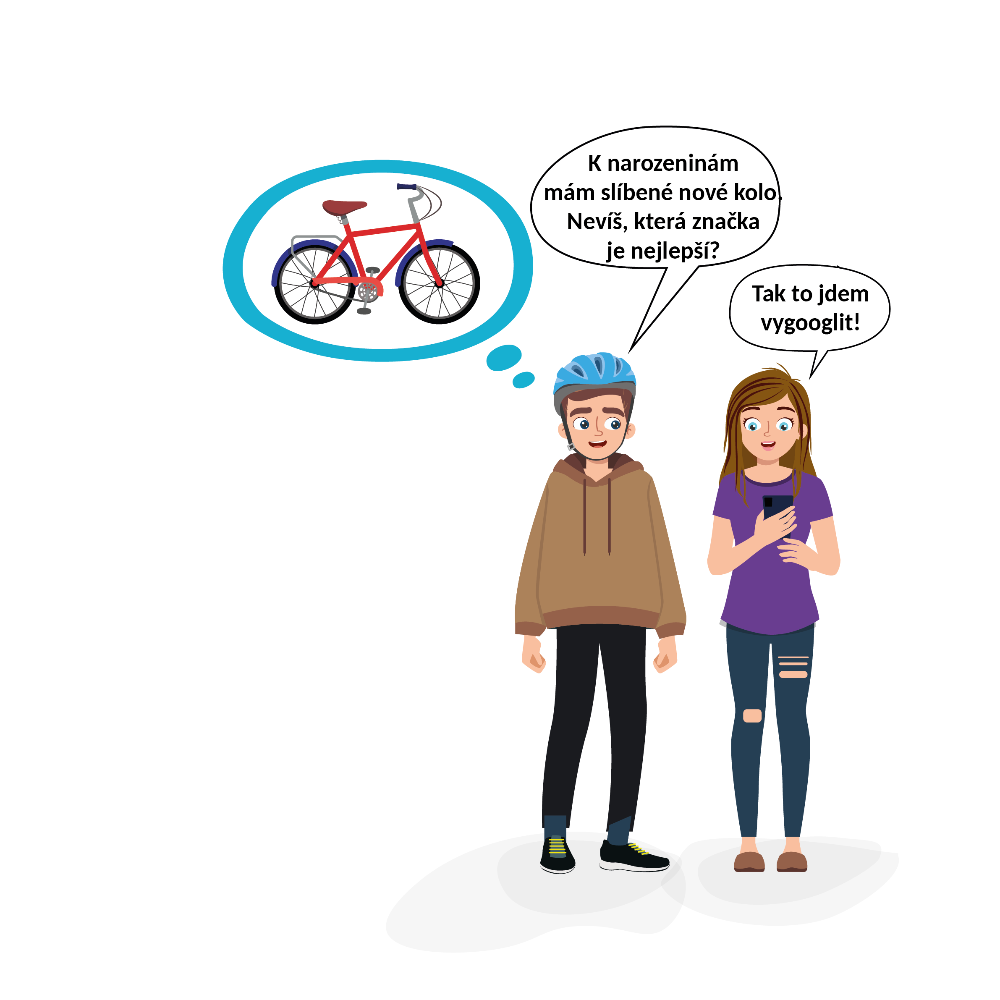 K narozeninám
mám slíbené nové kolo.
Nevíš, která značka
je nejlepší?
Tak to jdem
vygooglit!